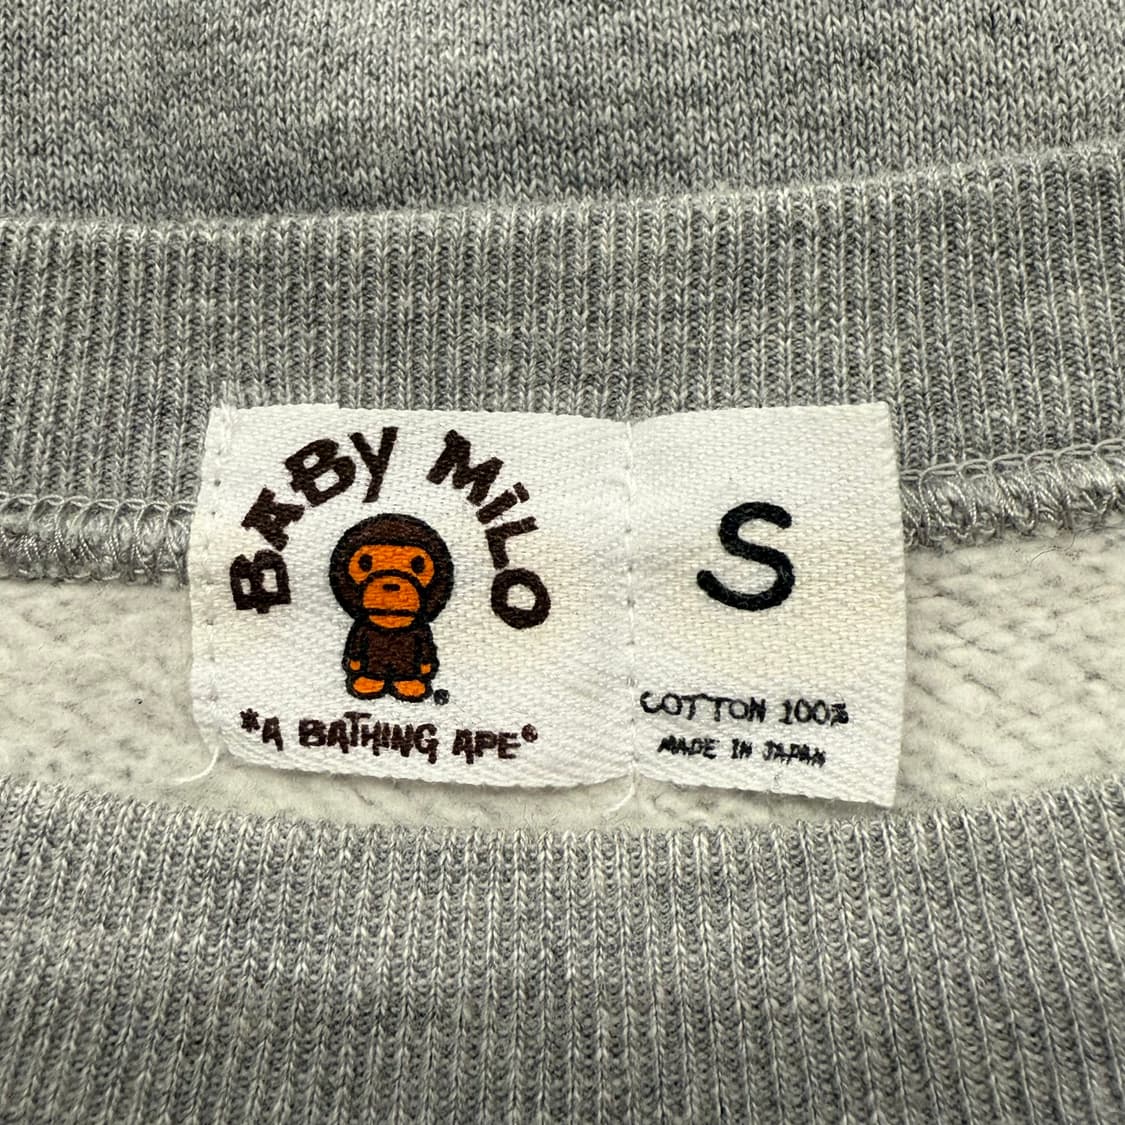 BABY MiLO
®
*A BATHING APE®
S
COTTON 100%
MADE IN JAPAN